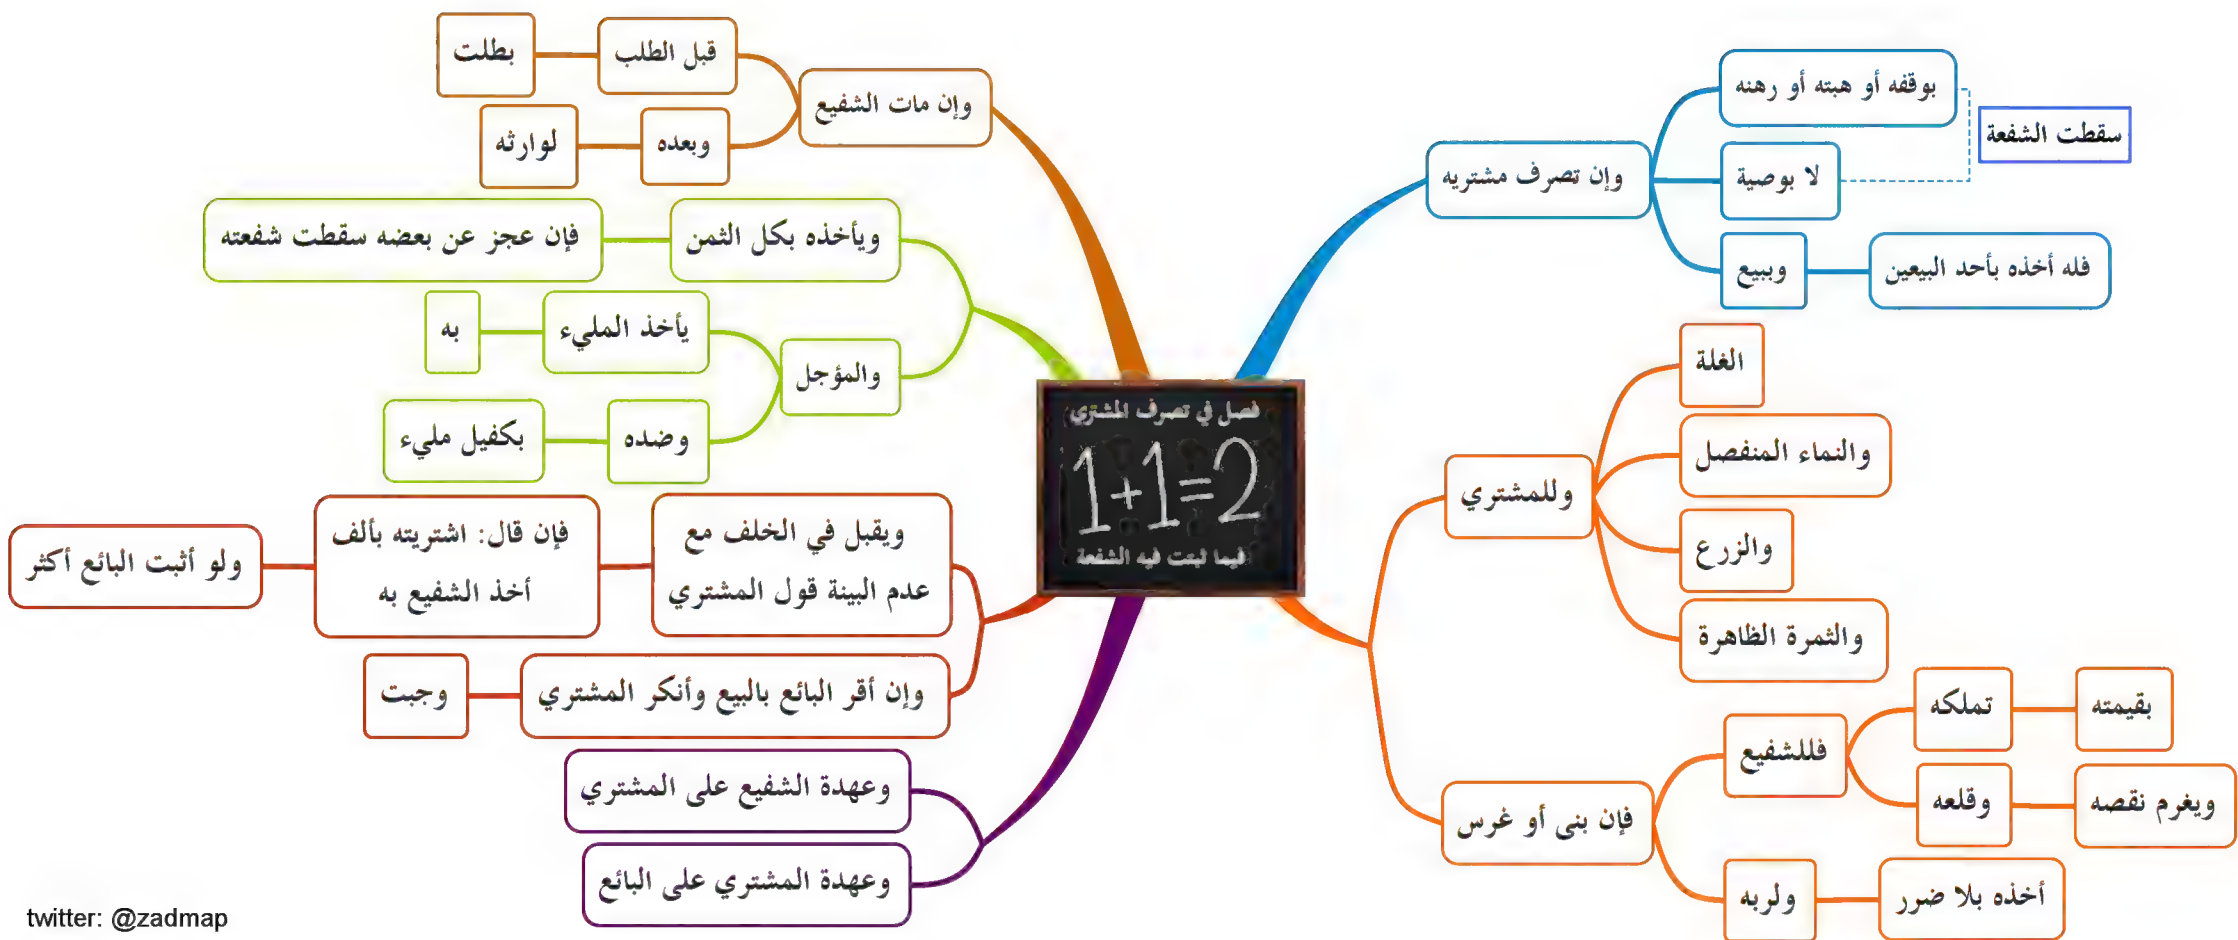 فصل في تصرف المشتري
1+1=2
فيما ثبتت فيه الشفعة
وإن تصرف مشتريه
بوقفه أو هبته أو رهنه
لا بوصية
سقطت الشفعة
وببيع
فله أخذه بأحد البيعين
وللمشتري
الغلة
والنماء المنفصل
والزرع
والثمرة الظاهرة
فإن بنى أو غرس
فللشفيع
تملكه
بقيمته
وقلعه
ويغرم نقصه
ولربه
أخذه بلا ضرر
وإن مات الشفيع
قبل الطلب
بطلت
وبعده
لوارثه
ويأخذه بكل الثمن
فإن عجز عن بعضه سقطت شفعته
والمؤجل
يأخذ المليء
به
وضده
بكفيل مليء
ويقبل في الخلف مع
عدم البينة قول المشتري
فإن قال: اشتريته بألف
أخذ الشفيع به
ولو أثبت البائع أكثر
وإن أقر البائع بالبيع وأنكر المشتري
وجبت
وعهدة الشفيع على المشتري
وعهدة المشتري على البائع
twitter: @zadmap